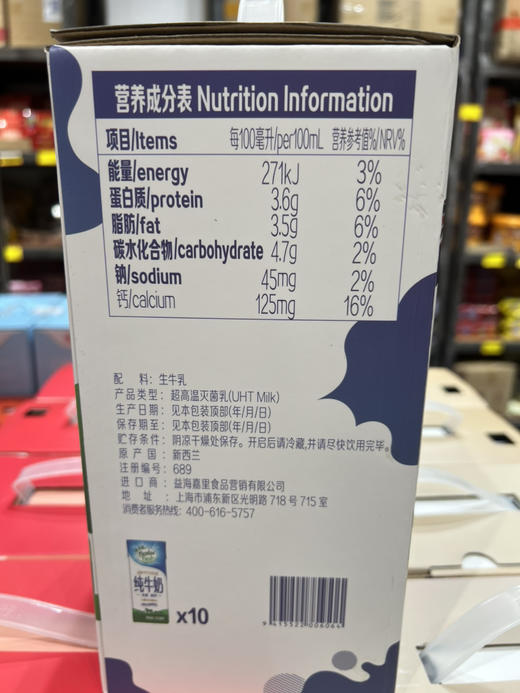 营养成分表 Nutrition Information
项目/Items 每100毫升/per100mL 营养参考值%/NRV%
能量/energy 271kJ 3%
蛋白质/protein 3.6g 6%
脂肪/fat 3.5g 6%
碳水化合物/carbohydrate 4.7g 2%
钠/sodium 45mg 2%
钙/calcium 125mg 16%
配 料: 生牛乳
产品类型: 超高温灭菌乳(UHT Milk)
生产日期: 见本包装顶部(年/月/日)
保存期至: 见本包装顶部(年/月/日)
贮存条件: 阴凉干燥处保存。开启后请冷藏,并请尽快饮用完毕。
原 产 国: 新西兰
注册编号: 689
进 口 商: 益海嘉里食品营销有限公司
地 址: 上海市浦东新区光明路 718 号 715 室
消费者服务热线: 400-616-5757
纯牛奶
x10
9 415522 006064